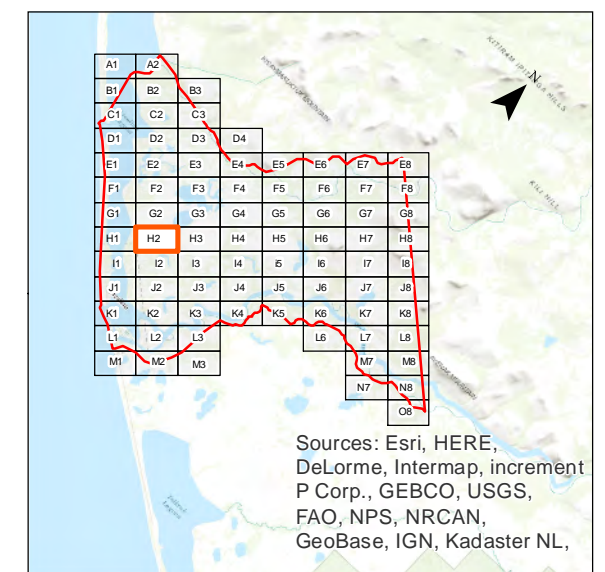 N
A1 A2
B1 B2 B3
C1 C2 C3
D1 D2 D3 D4
E1 E2 E3 E4 E5 E6 E7 E8
F1 F2 F3 F4 F5 F6 F7 F8
G1 G2 G3 G4 G5 G6 G7 G8
H1 H2 H3 H4 H5 H6 H7 H8
I1 I2 I3 I4 i5 I6 I7 I8
J1 J2 J3 J4 J5 J6 J7 J8
K1 K2 K3 K4 K5 K6 K7 K8
L1 L2 L3 L6 L7 L8
M1 M2 M3 M7 M8
N7 N8
O8
KILI HILL
Sources: Esri, HERE,
DeLorme, Intermap, increment
P Corp., GEBCO, USGS,
FAO, NPS, NRCAN,
GeoBase, IGN, Kadaster NL,